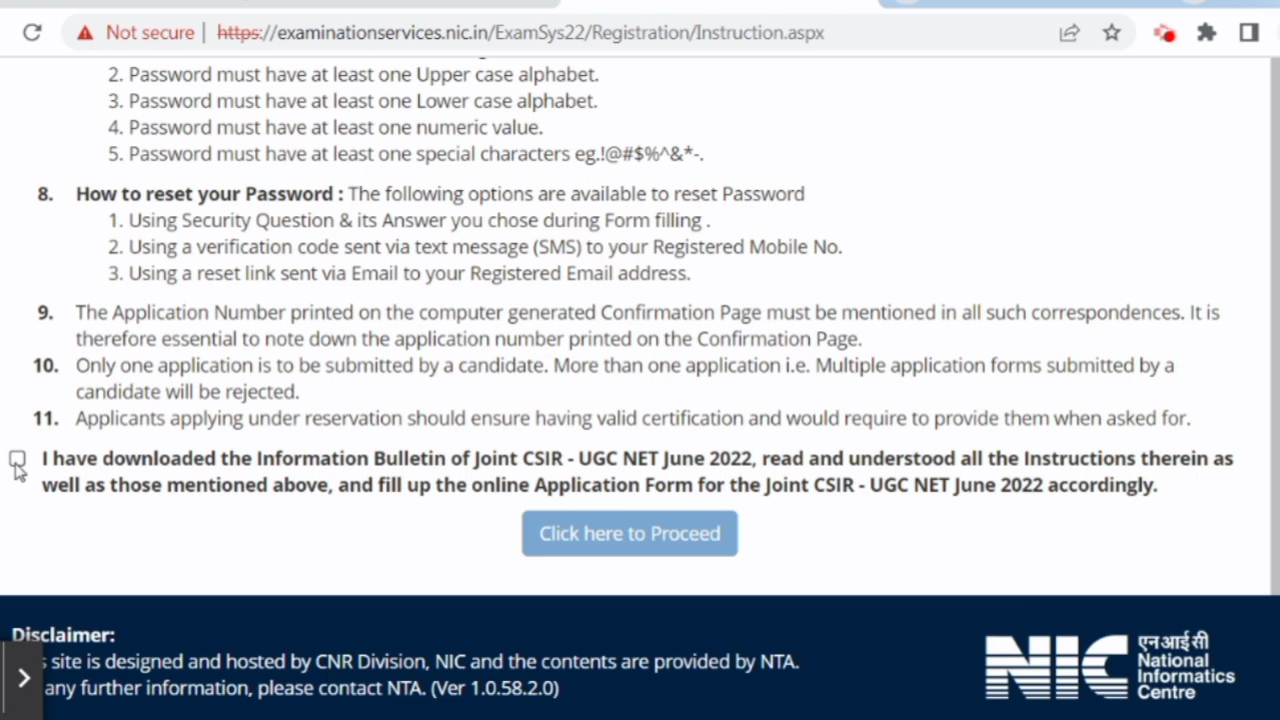 Not secure | https://examinationservices.nic.in/ExamSys22/Registration/Instruction.aspx
2. Password must have at least one Upper case alphabet.
3. Password must have at least one Lower case alphabet.
4. Password must have at least one numeric value.
5. Password must have at least one special characters eg.!@#$%^&*-.
8. How to reset your Password : The following options are available to reset Password
1. Using Security Question & its Answer you chose during Form filling .
2. Using a verification code sent via text message (SMS) to your Registered Mobile No.
3. Using a reset link sent via Email to your Registered Email address.
9. The Application Number printed on the computer generated Confirmation Page must be mentioned in all such correspondences. It is
therefore essential to note down the application number printed on the Confirmation Page.
10. Only one application is to be submitted by a candidate. More than one application i.e. Multiple application forms submitted by a
candidate will be rejected.
11. Applicants applying under reservation should ensure having valid certification and would require to provide them when asked for.
I have downloaded the Information Bulletin of Joint CSIR - UGC NET June 2022, read and understood all the Instructions therein as
well as those mentioned above, and fill up the online Application Form for the Joint CSIR - UGC NET June 2022 accordingly.
Click here to Proceed
Disclaimer:
site is designed and hosted by CNR Division, NIC and the contents are provided by NTA.
any further information, please contact NTA. (Ver 1.0.58.2.0)
NIC
एनआईसी
National
Informatics
Centre